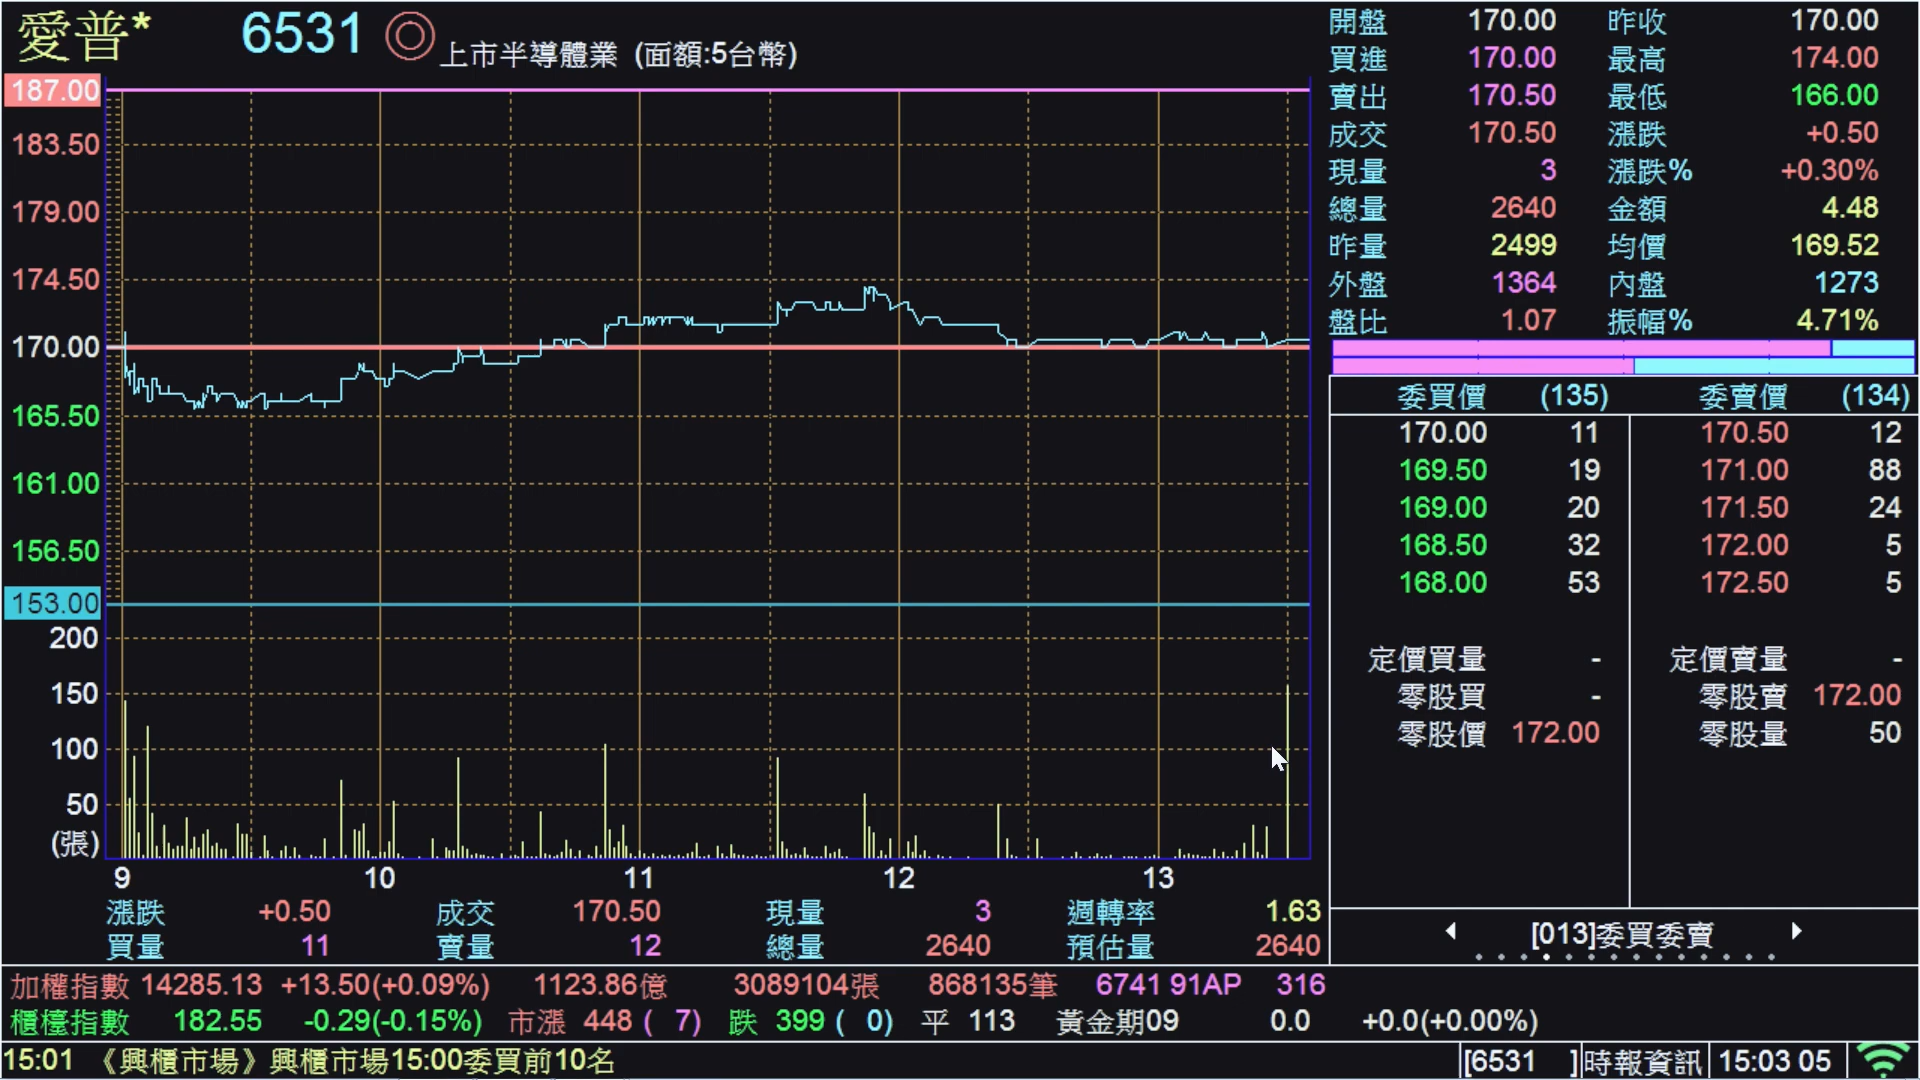 愛普* 6531 ◎ 上市半導體業 (面額:5台幣)
187.00
183.50
179.00
174.50
170.00
165.50
161.00
156.50
153.00
200
150
100
50
(張)
9 10 11 12 13
漲跌 +0.50 成交 170.50 現量 3 週轉率 1.63
買量 11 賣量 12 總量 2640 預估量 2640
開盤 170.00 昨收 170.00
買進 170.00 最高 174.00
賣出 170.50 最低 166.00
成交 170.50 漲跌 +0.50
現量 3 漲跌% +0.30%
總量 2640 金額 4.48
昨量 2499 均價 169.52
外盤 1364 內盤 1273
盤比 1.07 振幅% 4.71%
委買價 (135) 委賣價 (134)
170.00 11 170.50 12
169.50 19 171.00 88
169.00 20 171.50 24
168.50 32 172.00 5
168.00 53 172.50 5
定價買量 - 定價賣量 -
零股買 - 零股賣 172.00
零股價 172.00 零股量 50
[013]委買委賣
加權指數 14285.13 +13.50(+0.09%) 1123.86億 3089104張 868135筆 6741 91AP 316
櫃檯指數 182.55 -0.29(-0.15%) 市漲 448 ( 7) 跌 399 ( 0) 平 113 黃金期09 0.0 +0.0(+0.00%)
15:01 《興櫃市場》興櫃市場15:00委買前10名 [6531 ]時報資訊 15:03 05